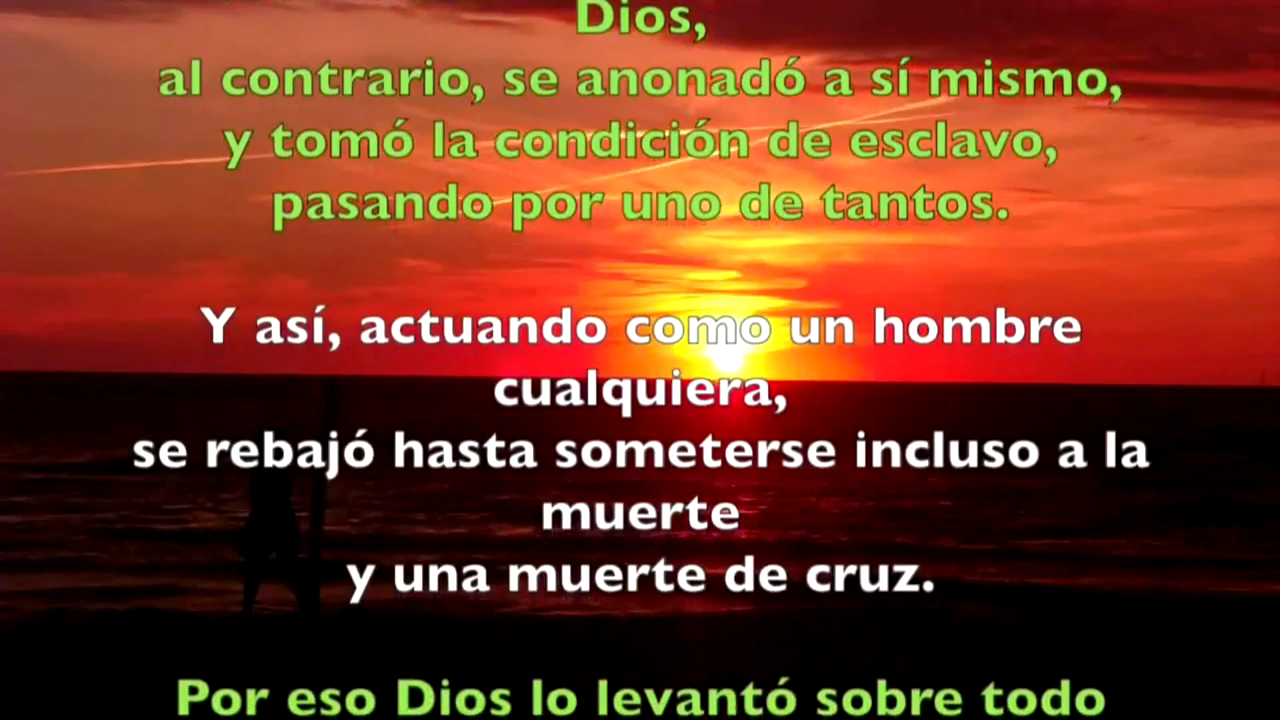 Dios,
al contrario, se anonadó a sí mismo,
y tomó la condición de esclavo,
pasando por uno de tantos.
Y así, actuando como un hombre
cualquiera,
se rebajó hasta someterse incluso a la
muerte
y una muerte de cruz.
Por eso Dios lo levantó sobre todo